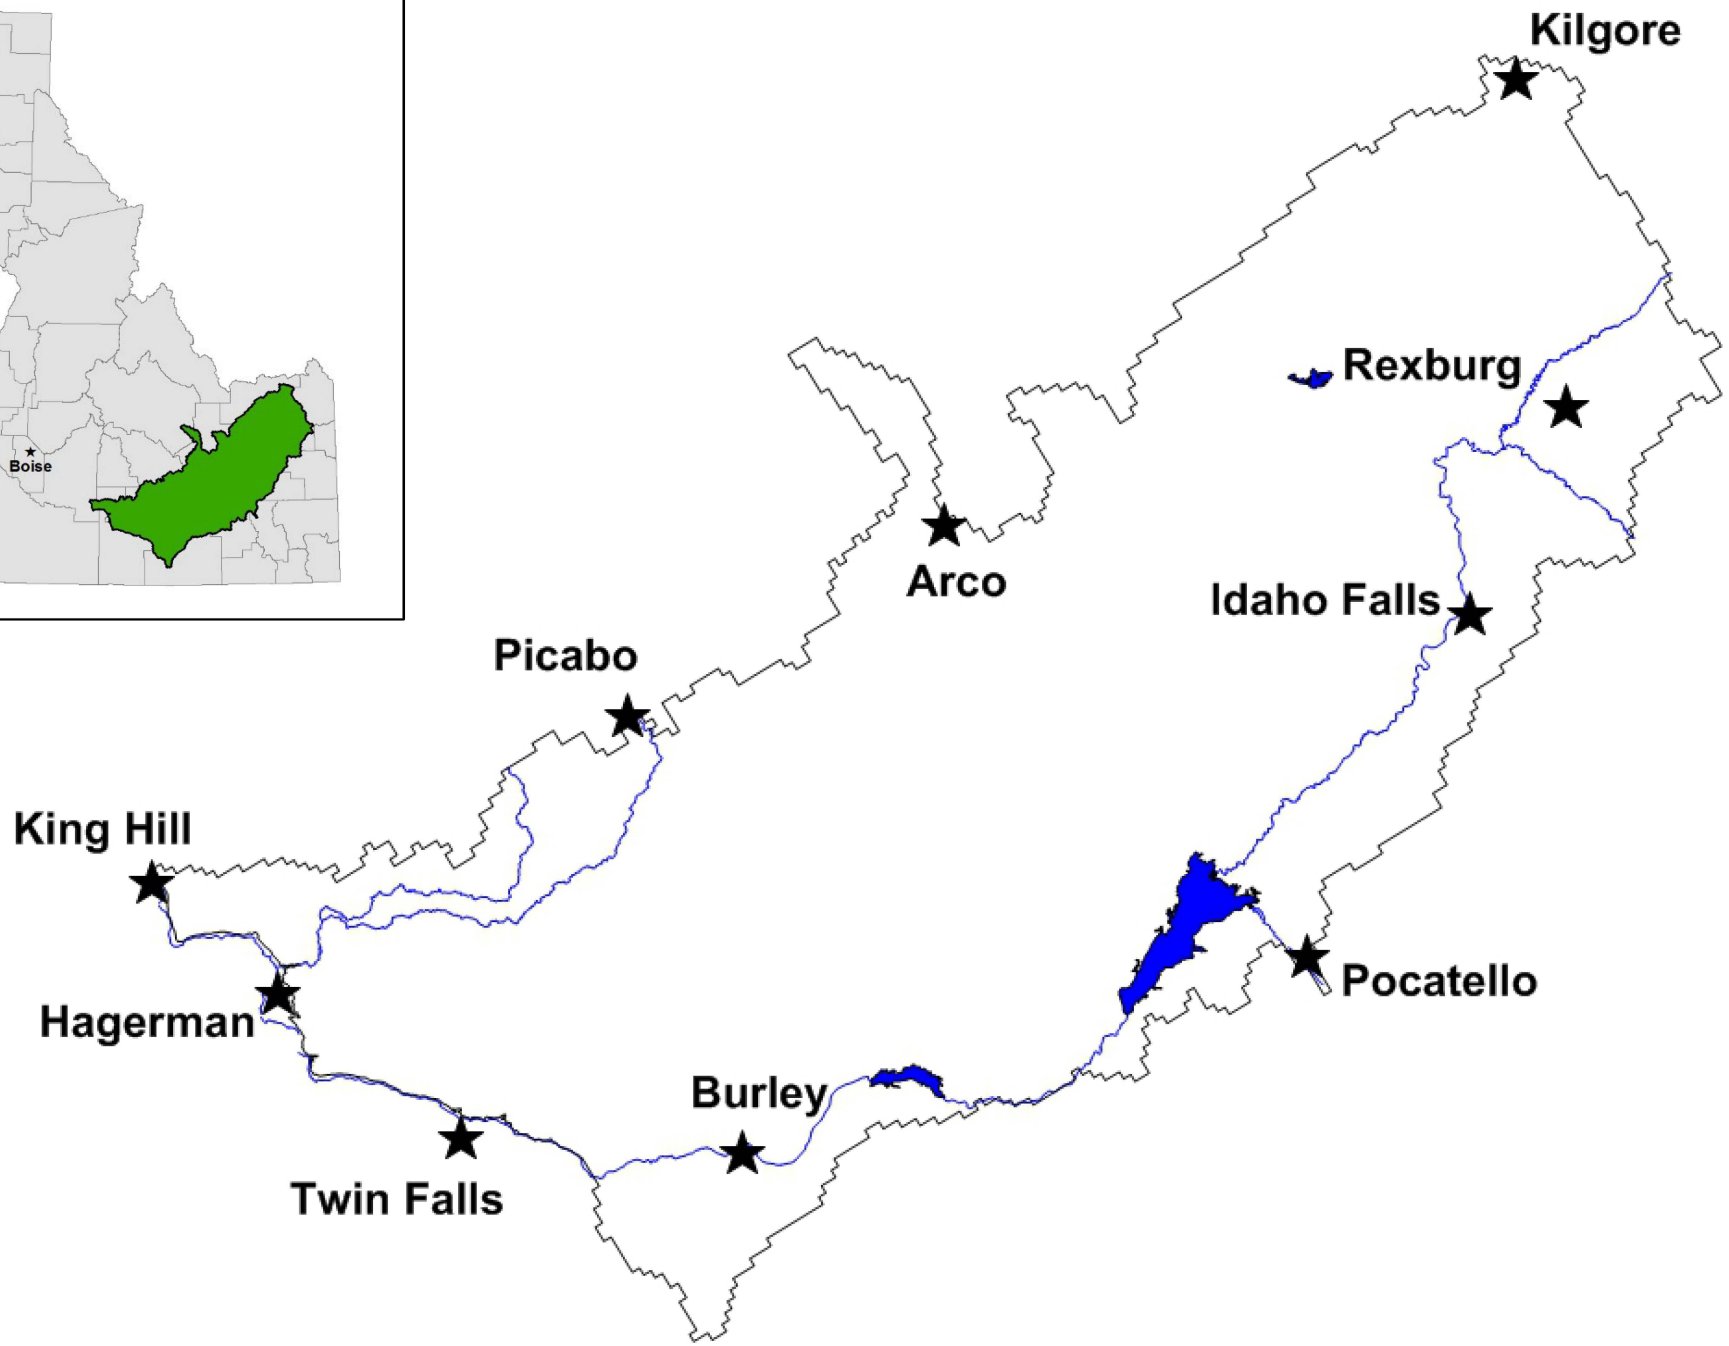 Kilgore
Rexburg
Boise
Arco
Idaho Falls
Picabo
King Hill
Pocatello
Hagerman
Burley
Twin Falls